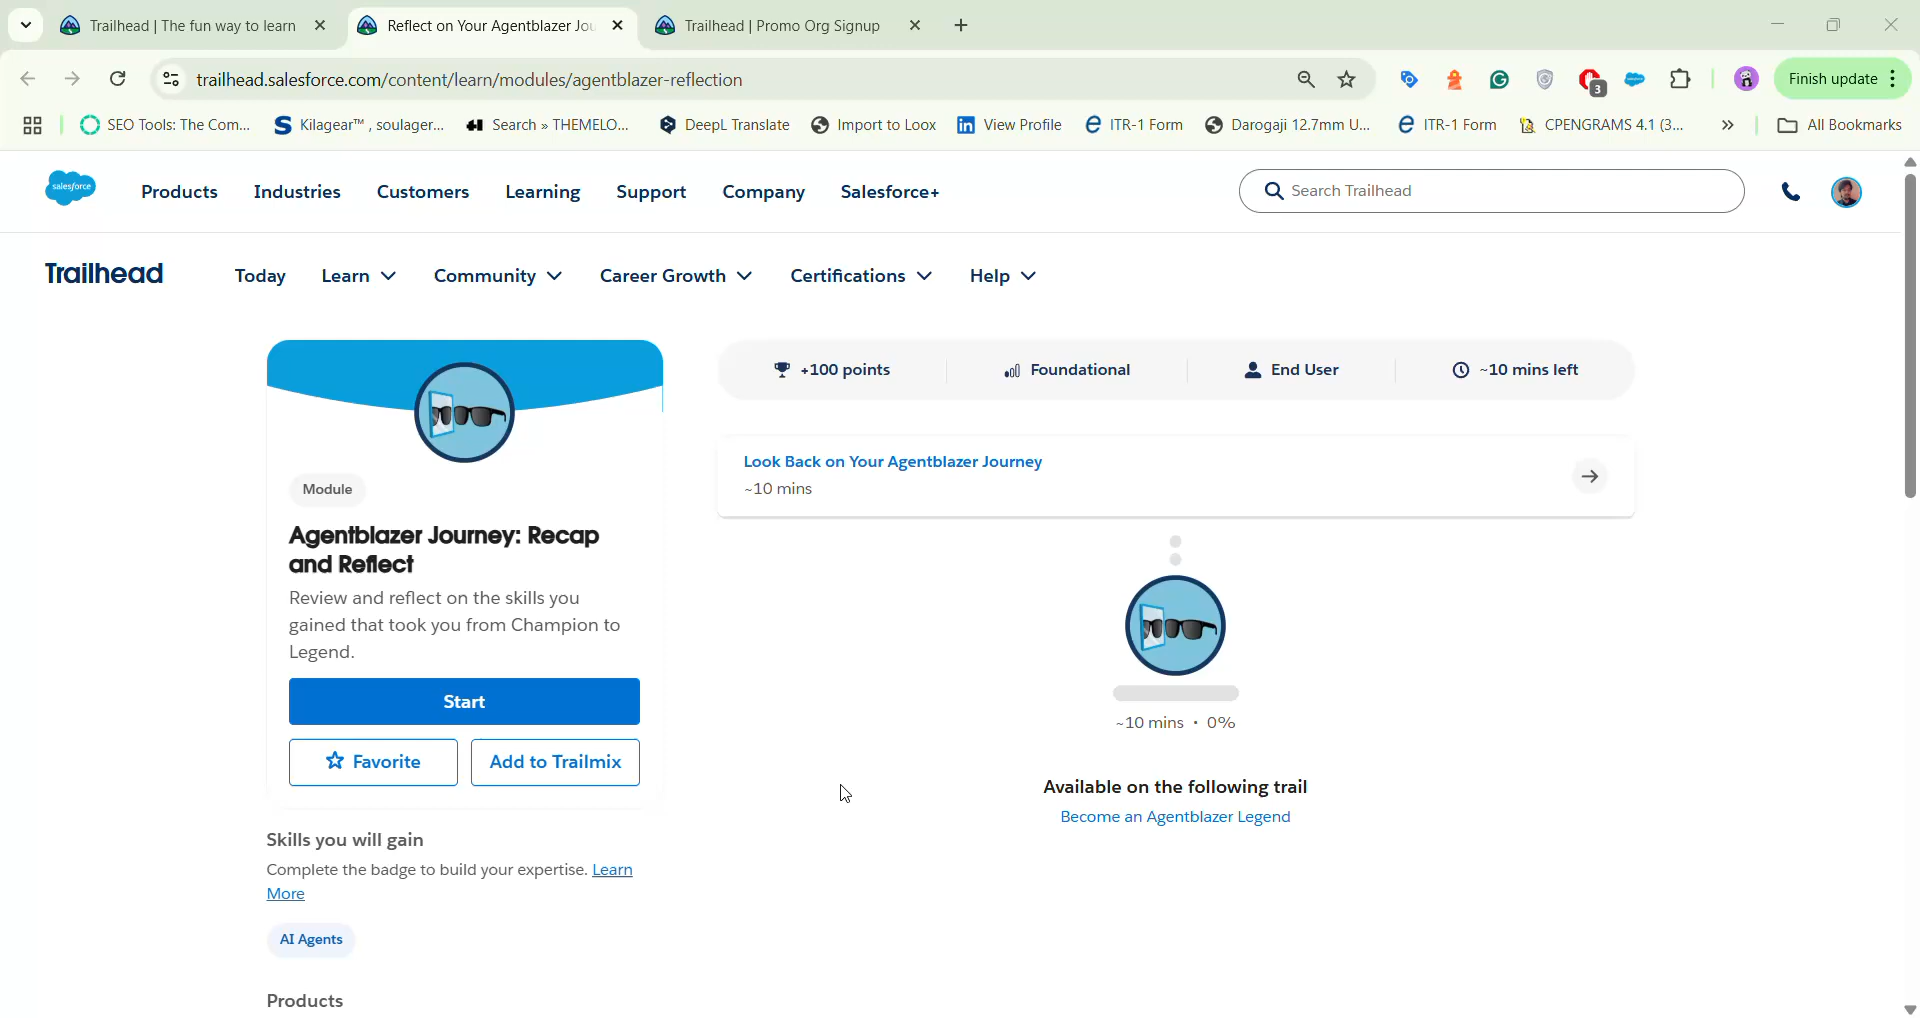 Trailhead | The fun way to learn
Reflect on Your Agentblazer Jou
Trailhead | Promo Org Signup
trailhead.salesforce.com/content/learn/modules/agentblazer-reflection
3
Finish update
SEO Tools: The Com...
Kilagear™ , soulager...
Search » THEMELO...
DeepL Translate
Import to Loox
View Profile
ITR-1 Form
Darogaji 12.7mm U...
ITR-1 Form
CPENGRAMS 4.1 (3...
All Bookmarks
salesforce
Products
Industries
Customers
Learning
Support
Company
Salesforce+
Search Trailhead
Trailhead
Today
Learn
Community
Career Growth
Certifications
Help
+100 points
Foundational
End User
~10 mins left
Look Back on Your Agentblazer Journey
~10 mins
Module
Agentblazer Journey: Recap
and Reflect
Review and reflect on the skills you
gained that took you from Champion to
Legend.
Start
Favorite
Add to Trailmix
~10 mins • 0%
Available on the following trail
Become an Agentblazer Legend
Skills you will gain
Complete the badge to build your expertise. Learn
More
AI Agents
Products